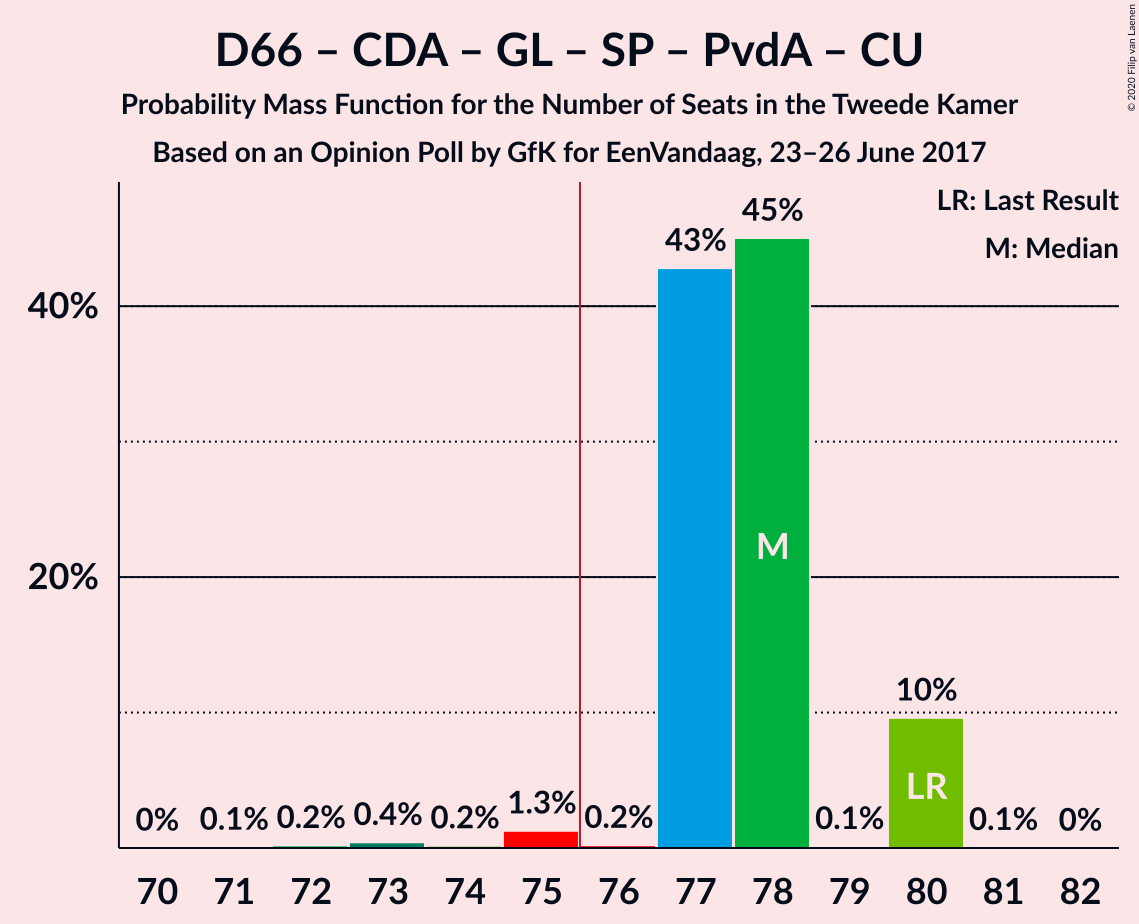 D66 – CDA – GL – SP – PvdA – CU
Probability Mass Function for the Number of Seats in the Tweede Kamer
Based on an Opinion Poll by GfK for EenVandaag, 23–26 June 2017
© 2020 Filip van Laenen
LR: Last Result
M: Median
40%
20%
0% 0.1% 0.2% 0.4% 0.2% 1.3% 0.2% 43% 45% 0.1% 10% 0.1% 0%
M
LR
70 71 72 73 74 75 76 77 78 79 80 81 82